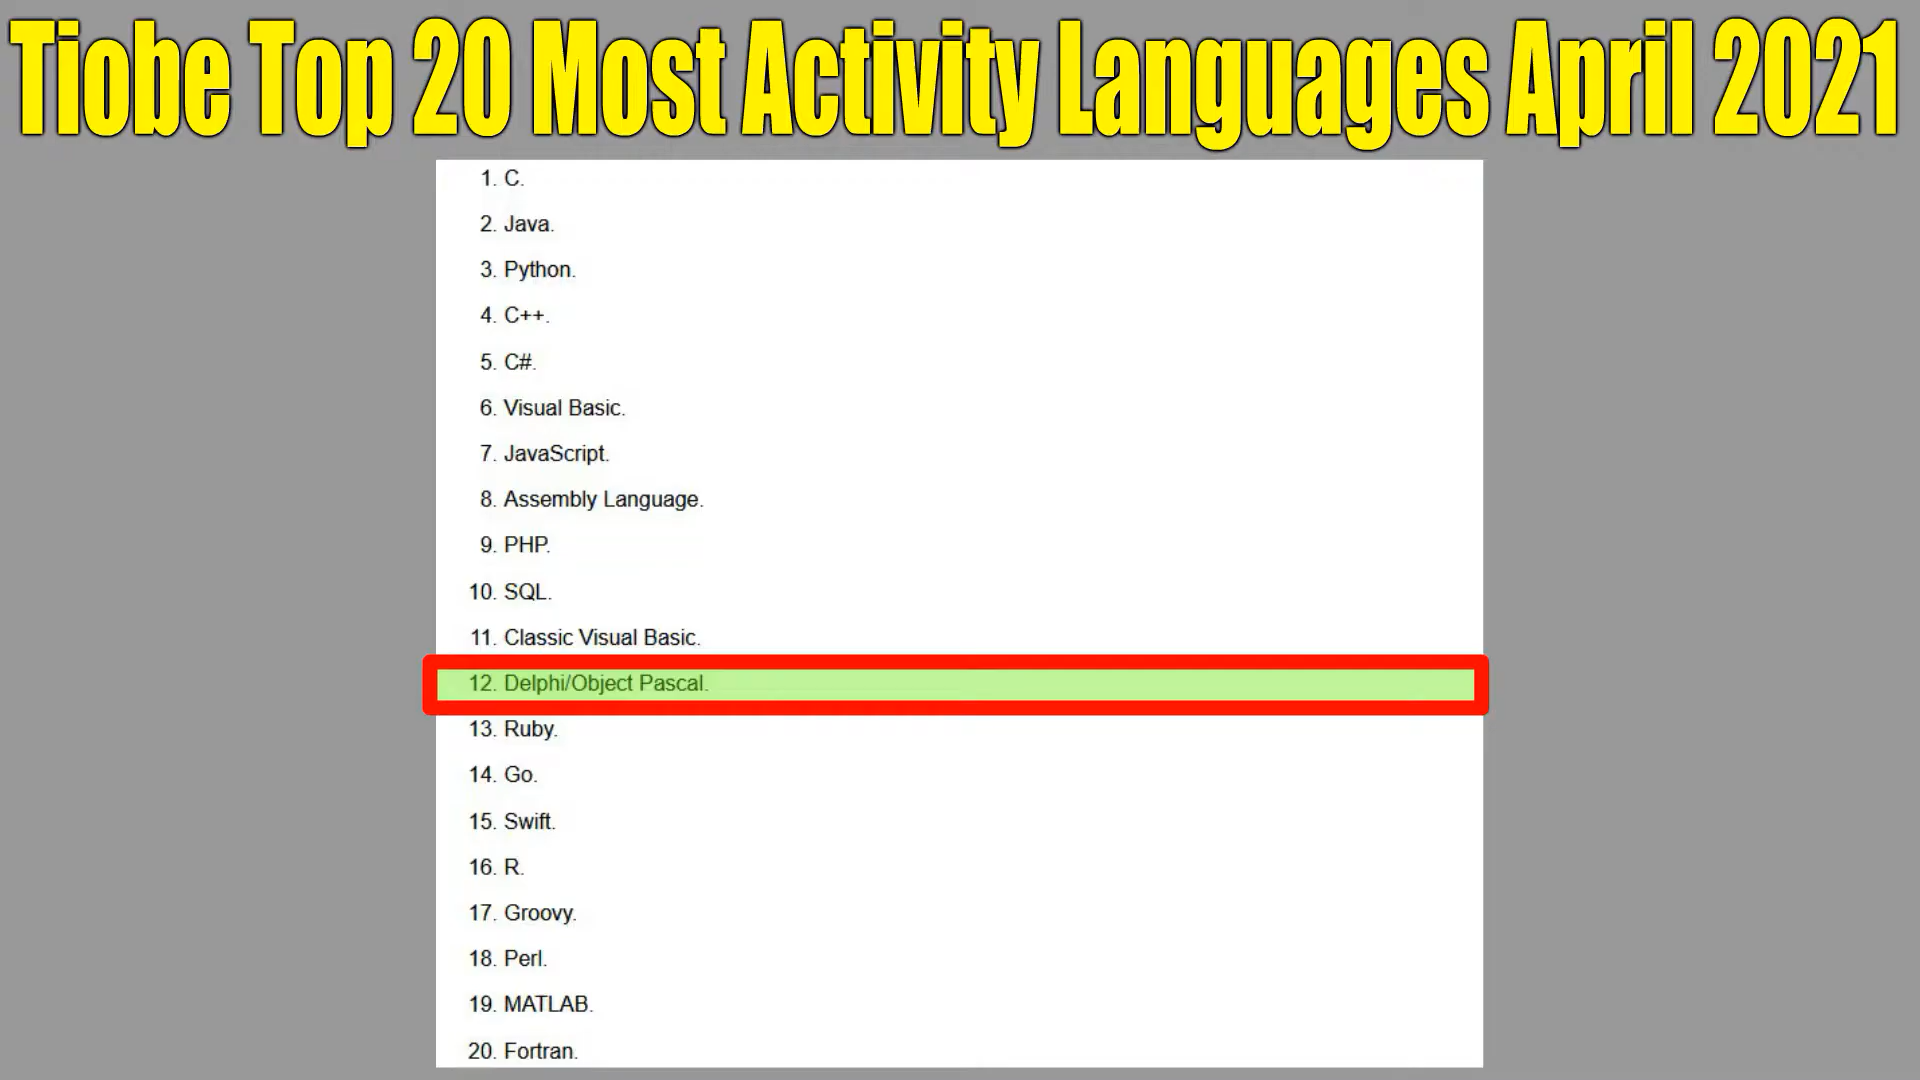 Tiobe Top 20 Most Activity Languages April 2021
1. C.
2. Java.
3. Python.
4. C++.
5. C#.
6. Visual Basic.
7. JavaScript.
8. Assembly Language.
9. PHP.
10. SQL.
11. Classic Visual Basic.
12. Delphi/Object Pascal.
13. Ruby.
14. Go.
15. Swift.
16. R.
17. Groovy.
18. Perl.
19. MATLAB.
20. Fortran.